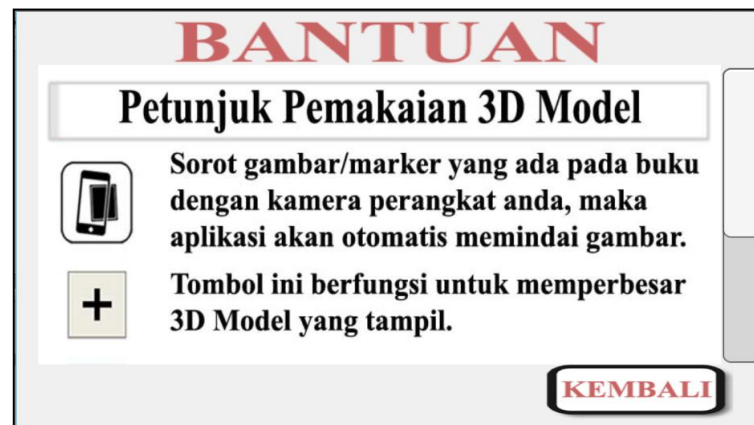 BANTUAN
Petunjuk Pemakaian 3D Model
Sorot gambar/marker yang ada pada buku
dengan kamera perangkat anda, maka
aplikasi akan otomatis memindai gambar.
+
Tombol ini berfungsi untuk memperbesar
3D Model yang tampil.
KEMBALI